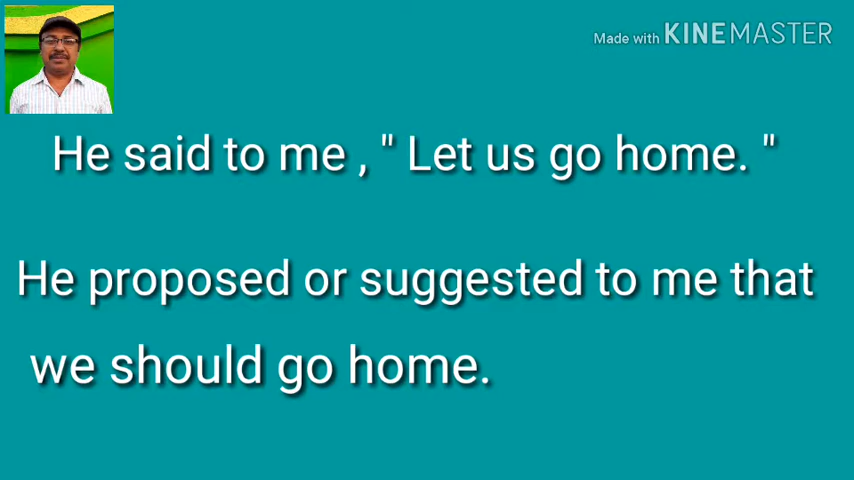 Made with KINEMASTER
He said to me , " Let us go home. "
He proposed or suggested to me that
we should go home.